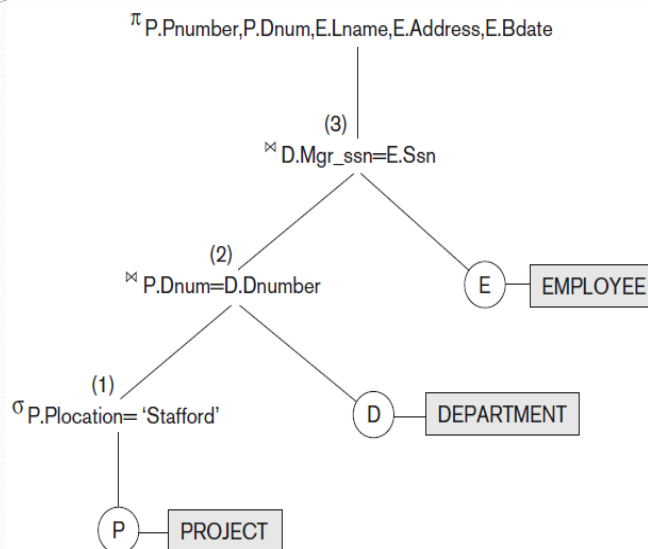 π P.Pnumber,P.Dnum,E.Lname,E.Address,E.Bdate
(3)
⋈ D.Mgr_ssn=E.Ssn
(2)
⋈ P.Dnum=D.Dnumber
E EMPLOYEE
(1)
σ P.Plocation= ‘Stafford’
D DEPARTMENT
P PROJECT